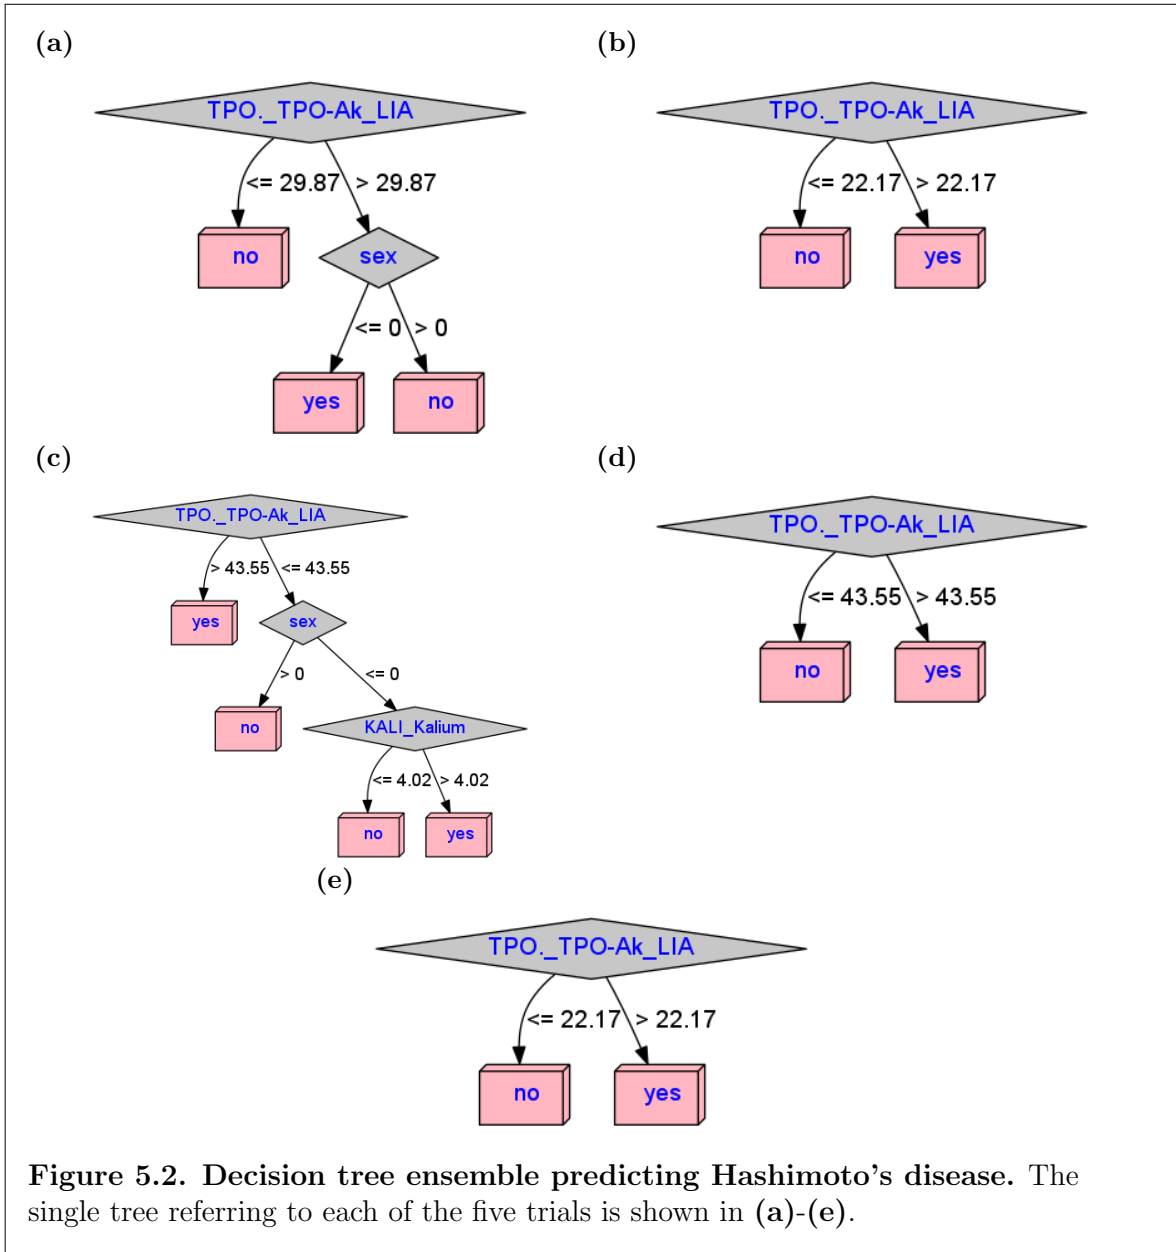 (a)
TPO._TPO-Ak_LIA
<= 29.87 > 29.87
no
sex
<= 0 > 0
yes no
(b)
TPO._TPO-Ak_LIA
<= 22.17 > 22.17
no yes
(c)
TPO._TPO-Ak_LIA
> 43.55 <= 43.55
yes
sex
> 0 <= 0
no
KALI_Kalium
<= 4.02 > 4.02
no yes
(d)
TPO._TPO-Ak_LIA
<= 43.55 > 43.55
no yes
(e)
TPO._TPO-Ak_LIA
<= 22.17 > 22.17
no yes
Figure 5.2. Decision tree ensemble predicting Hashimoto's disease. The
single tree referring to each of the five trials is shown in (a)-(e).